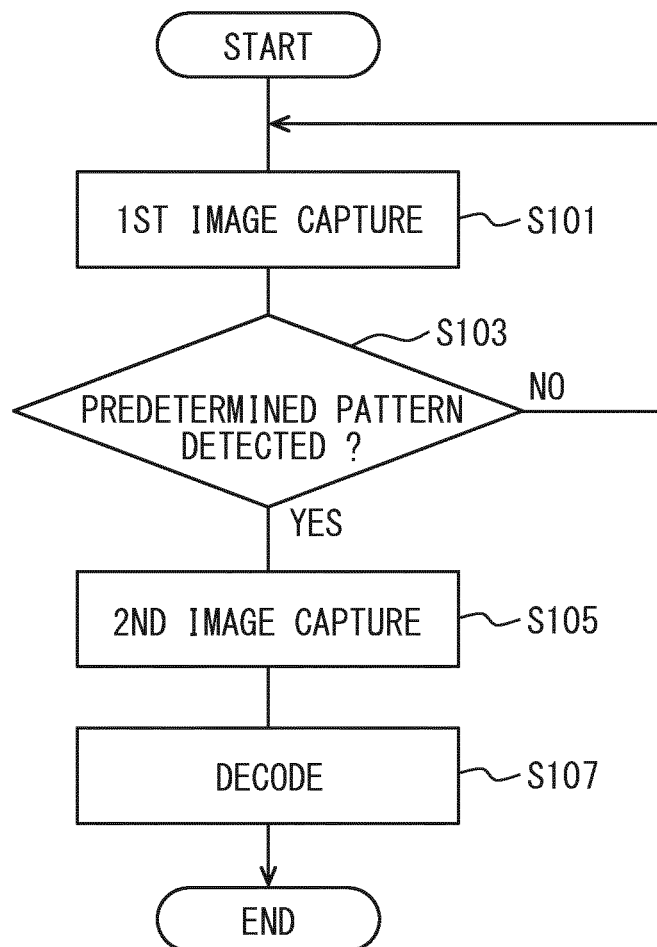 START
1ST IMAGE CAPTURE
S101
S103
PREDETERMINED PATTERN
DETECTED ?
NO
YES
2ND IMAGE CAPTURE
S105
DECODE
S107
END